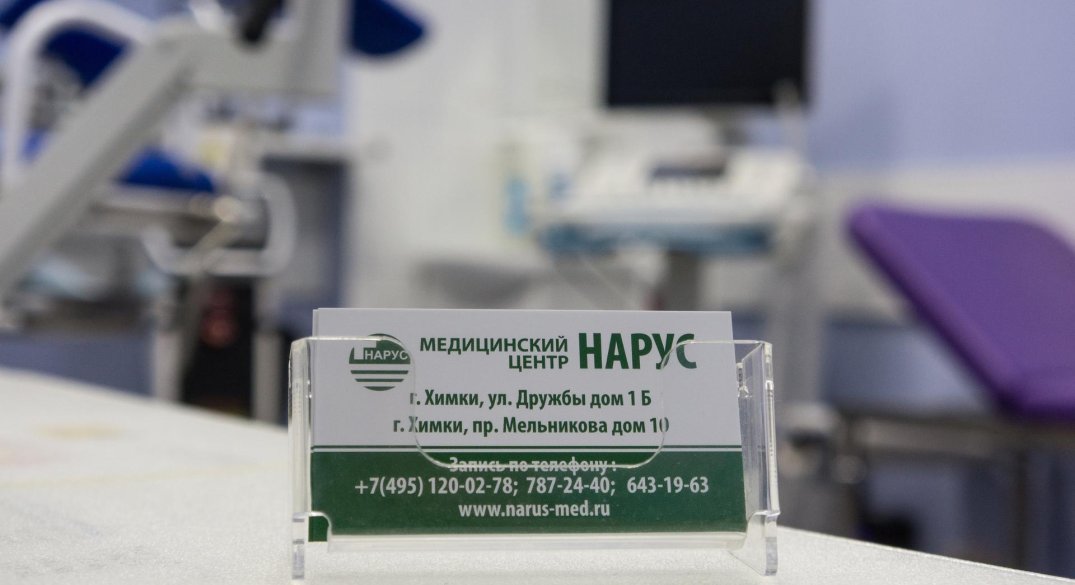 НАРУС
МЕДИЦИНСКИЙ
ЦЕНТР
НАРУС
г. Химки, ул. Дружбы дом 1 Б
г. Химки, пр. Мельникова дом 10
Запись по телефону :
+7(495) 120-02-78; 787-24-40; 643-19-63
www.narus-med.ru